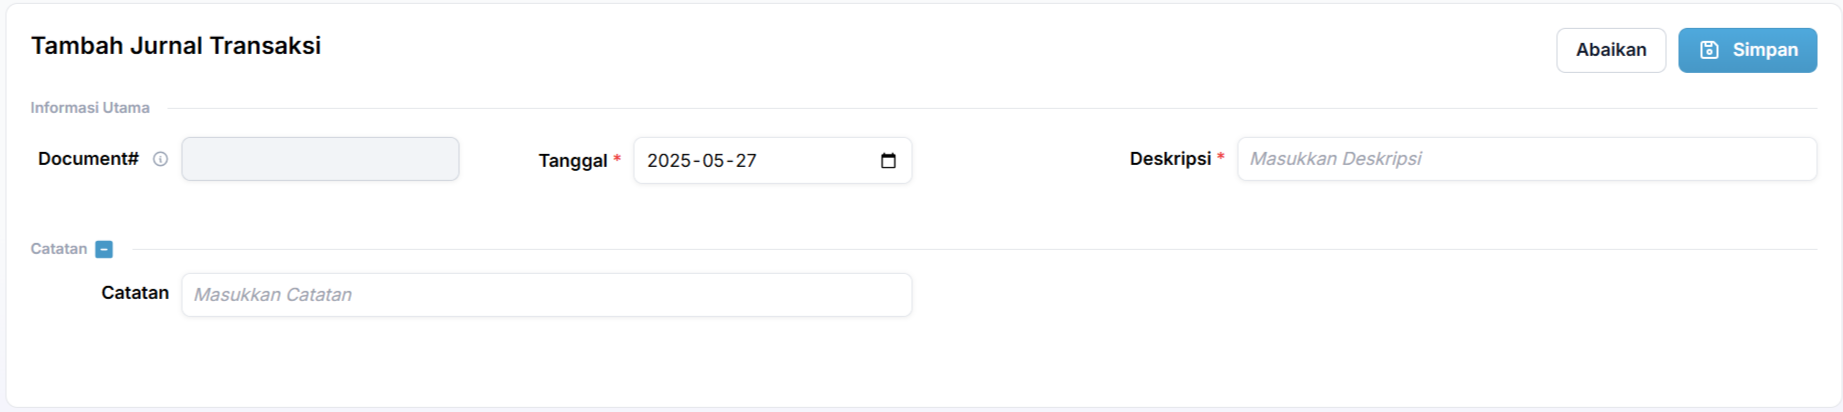 Tambah Jurnal Transaksi
Abaikan
Simpan
Informasi Utama
Document#
Tanggal * 2025-05-27
Deskripsi * Masukkan Deskripsi
Catatan -
Catatan Masukkan Catatan